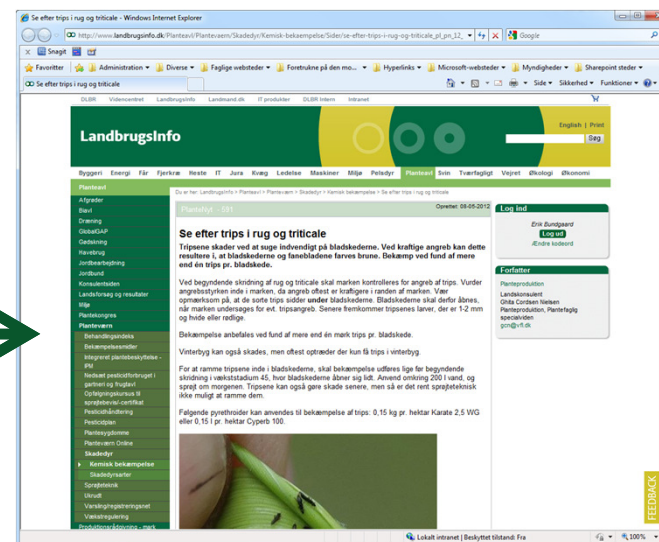 Se efter trips i rug og triticale - Windows Internet Explorer
http://www.landbrugsinfo.dk/Planteavl/Plantevaern/Skadedyr/Kemisk-bekaempelse/Sider/se-efter-trips-i-rug-og-triticale_pl_pn_12_
Google
x Snagit
Favoritter Administration Diverse Faglige websteder Foretrukne på den mo... Hyperlinks Microsoft-websteder Myndigheder Sharepoint steder
Se efter trips i rug og triticale
Side Sikkerhed Funktioner
DLBR Videncentret LandbrugsInfo Landmand.dk IT produkter DLBR Intern Intranet
LandbrugsInfo
English | Print
Søg
Byggeri Energi Får Fjerkræ Heste IT Jura Kvæg Ledelse Maskiner Miljø Pelsdyr Planteavl Svin Tværfagligt Vejret Økologi Økonomi
Planteavl
Afgrøder
Biavl
Dræning
GlobalGAP
Gødskning
Havebrug
Jordbearbejdning
Jordbund
Konsulentsiden
Landsforsøg og resultater
Miljø
Plantekongres
Planteværn
Behandlingsindeks
Bekæmpelsesmidler
Integreret plantebeskyttelse -
IPM
Nedsæt pesticidforbruget i
gartneri og frugtavl
Opfølgningskursus til
sprøjtebevis/-certifikat
Pesticidhåndtering
Pesticidplan
Plantesygdomme
Planteværn Online
Skadedyr
Kemisk bekæmpelse
Skadedyrsarter
Sprøjteteknik
Ukrudt
Varsling/registreringsnet
Vækstregulering
Produktionsrådgivning - mark
Du er her: LandbrugsInfo > Planteavl > Planteværn > Skadedyr > Kemisk bekæmpelse > Se efter trips i rug og triticale
Oprettet: 08-05-2012
Se efter trips i rug og triticale
Tripsene skader ved at suge indvendigt på bladskederne. Ved kraftige angreb kan dette
resultere i, at bladskederne og fanebladene farves brune. Bekæmp ved fund af mere
end én trips pr. bladskede.
Ved begyndende skridning af rug og triticale skal marken kontrolleres for angreb af trips. Vurder
angrebsstyrken inde i marken, da angreb oftest er kraftigere i randen af marken. Vær
opmærksom på, at de sorte trips sidder under bladskederne. Bladskederne skal derfor åbnes,
når marken undersøges for evt. tripsangreb. Senere fremkommer tripsenes larver, der er 1-2 mm
og hvide eller rødlige.
Bekæmpelse anbefales ved fund af mere end én mørk trips pr. bladskede.
Vinterbyg kan også skades, men oftest optræder der kun få trips i vinterbyg.
For at ramme tripsene inde i bladskederne, skal bekæmpelse udføres lige før begyndende
skridning i vækststadium 45, hvor bladskederne åbner sig lidt. Anvend omkring 200 l vand, og
sprøjt om morgenen. Tripsene kan også gøre skade senere, men så er det rent sprøjteteknisk
ikke muligt at ramme dem.
Følgende pyrethroider kan anvendes til bekæmpelse af trips: 0,15 kg pr. hektar Karate 2,5 WG
eller 0,15 l pr. hektar Cyperb 100.
Log ind
Erik Bundgaard
Log ud
Ændre kodeord
Forfatter
Planteproduktion
Landskonsulent
Ghita Cordsen Nielsen
Planteproduktion, Plantefaglig
specialviden
gcn@vfl.dk
FEEDBACK
Lokalt intranet | Beskyttet tilstand: Fra
100%